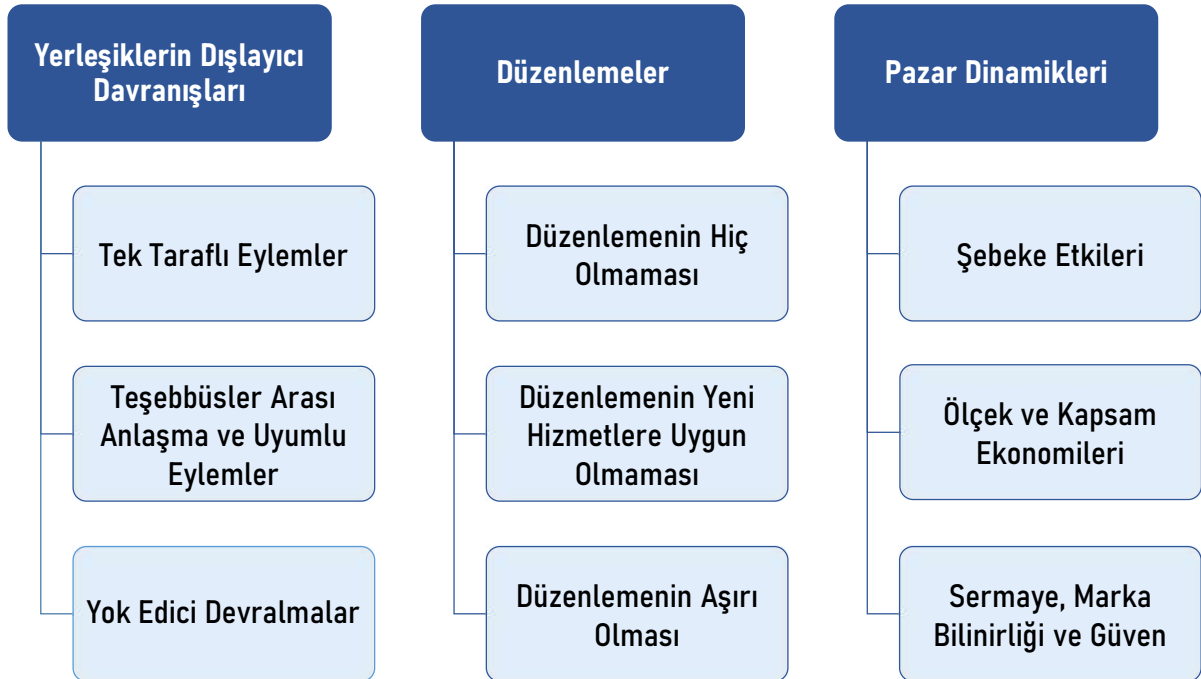 Yerleşiklerin Dışlayıcı
Davranışları
Tek Taraflı Eylemler
Teşebbüsler Arası
Anlaşma ve Uyumlu
Eylemler
Yok Edici Devralmalar
Düzenlemeler
Düzenlemenin Hiç
Olmaması
Düzenlemenin Yeni
Hizmetlere Uygun
Olmaması
Düzenlemenin Aşırı
Olması
Pazar Dinamikleri
Şebeke Etkileri
Ölçek ve Kapsam
Ekonomileri
Sermaye, Marka
Bilinirliği ve Güven